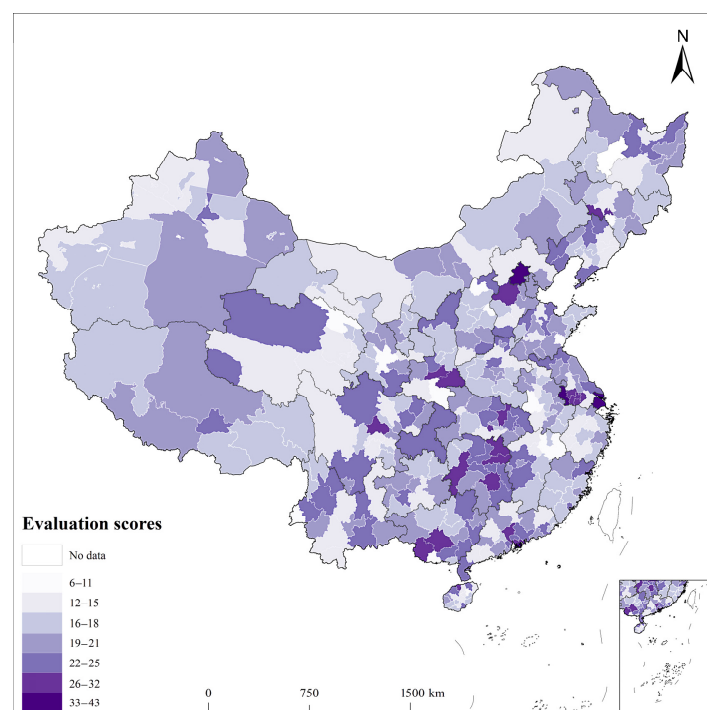 N
Evaluation scores
No data
6–11
12–15
16–18
19–21
22–25
26–32
33–43
0 750 1500 km